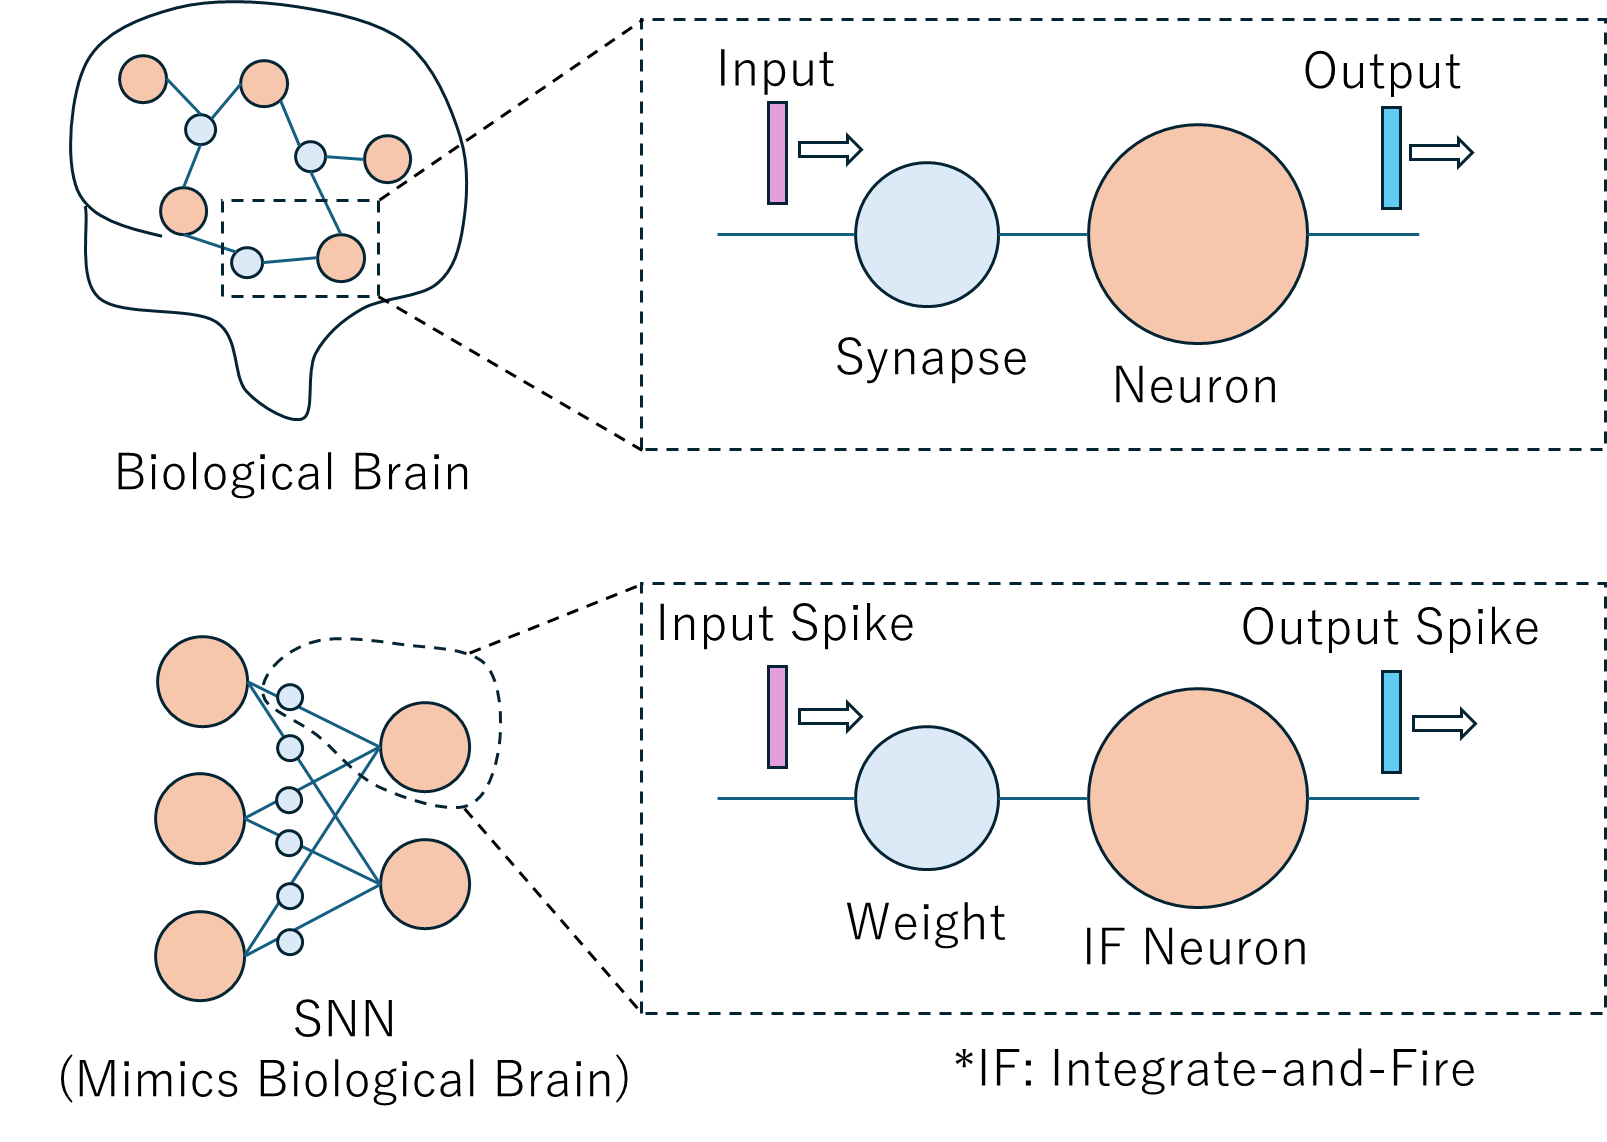 Input
Output
Synapse
Neuron
Biological Brain
Input Spike
Output Spike
Weight
IF Neuron
SNN
(Mimics Biological Brain)
*IF: Integrate-and-Fire